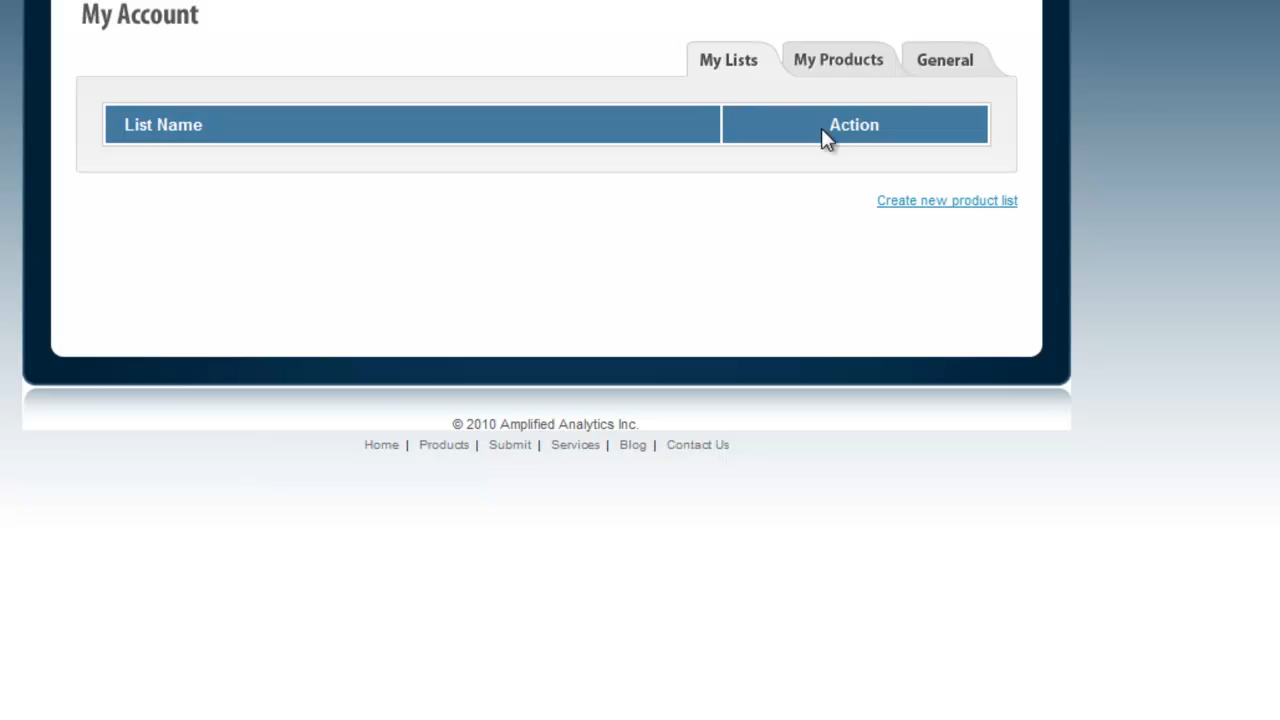 My Account
My Lists My Products General
List Name Action
Create new product list
© 2010 Amplified Analytics Inc.
Home | Products | Submit | Services | Blog | Contact Us